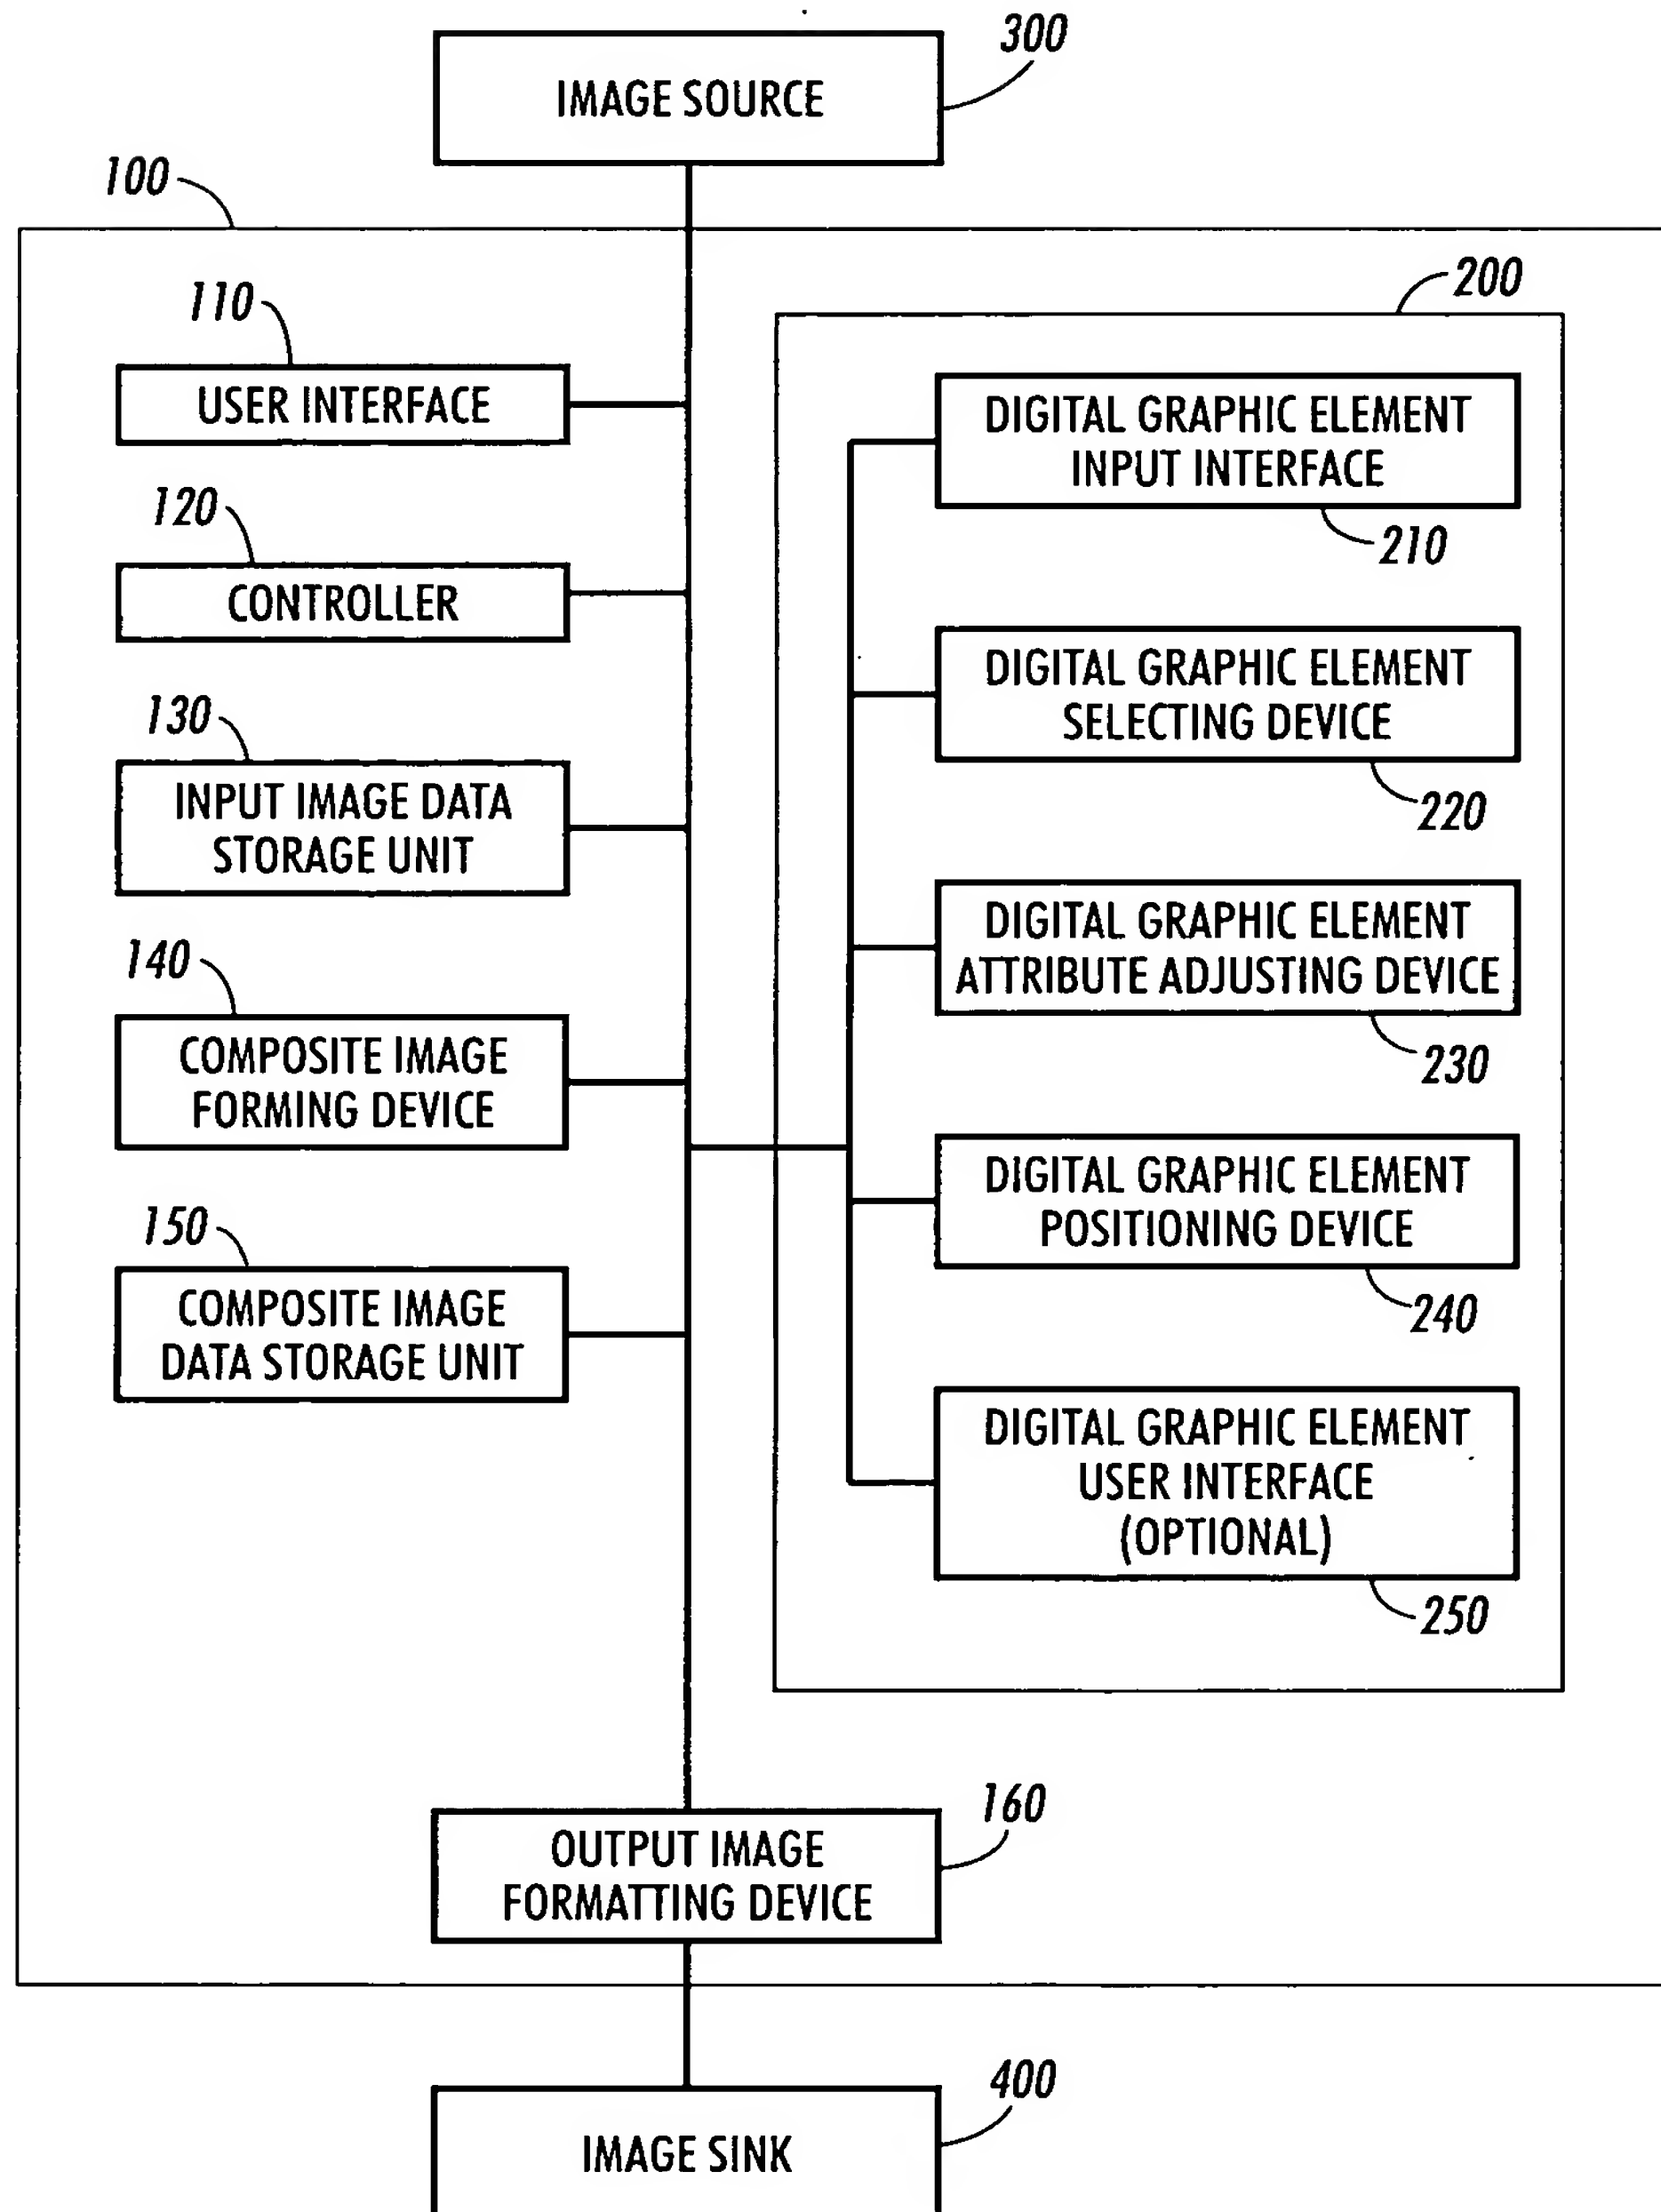 300
IMAGE SOURCE
100
200
110
USER INTERFACE
DIGITAL GRAPHIC ELEMENT
INPUT INTERFACE
210
120
CONTROLLER
DIGITAL GRAPHIC ELEMENT
SELECTING DEVICE
220
130
INPUT IMAGE DATA
STORAGE UNIT
DIGITAL GRAPHIC ELEMENT
ATTRIBUTE ADJUSTING DEVICE
230
140
COMPOSITE IMAGE
FORMING DEVICE
DIGITAL GRAPHIC ELEMENT
POSITIONING DEVICE
240
150
COMPOSITE IMAGE
DATA STORAGE UNIT
DIGITAL GRAPHIC ELEMENT
USER INTERFACE
(OPTIONAL)
250
160
OUTPUT IMAGE
FORMATTING DEVICE
400
IMAGE SINK